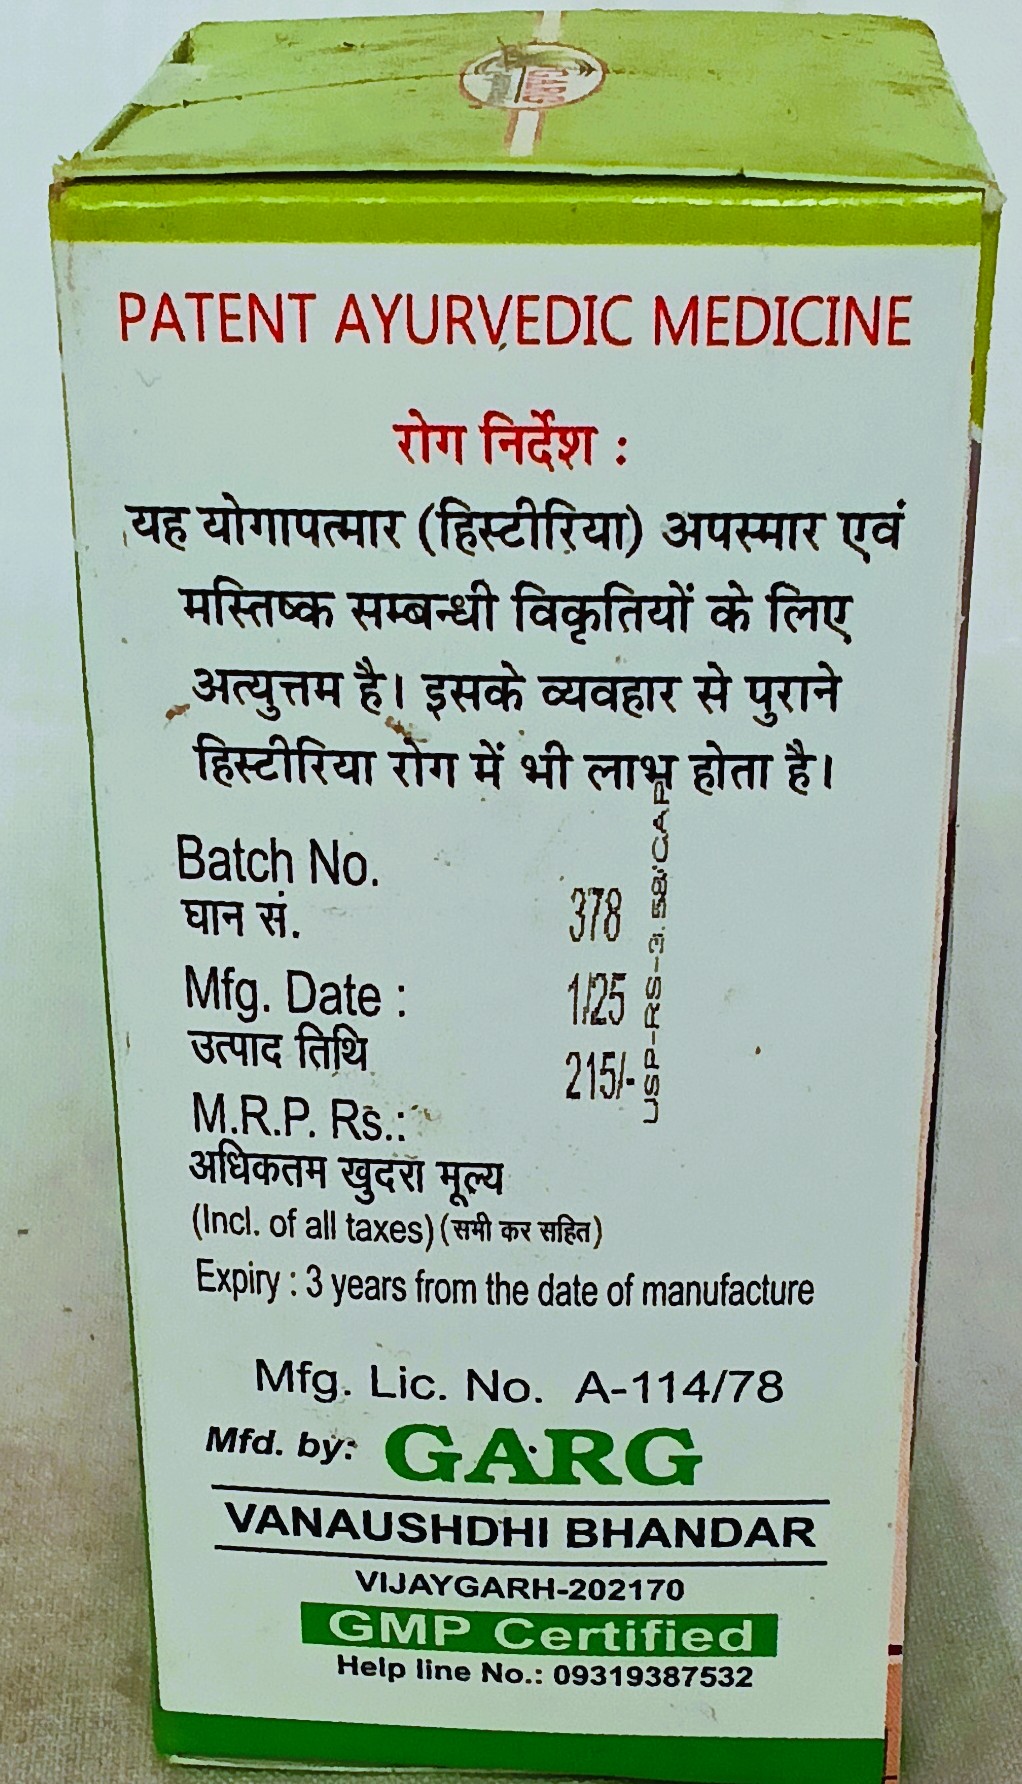 PATENT AYURVEDIC MEDICINE
रोग निर्देश :
यह योगापत्मार (हिस्टीरिया) अपस्मार एवं
मस्तिष्क सम्बन्धी विकृतियों के लिए
अत्युत्तम है। इसके व्यवहार से पुराने
हिस्टीरिया रोग में भी लाभ होता है।
Batch No.
घान सं. 378
Mfg. Date : 1/25
उत्पाद तिथि
215/-
M.R.P. Rs.:
अधिकतम खुदरा मूल्य
(Incl. of all taxes) (सभी कर सहित)
USP-RS-3.58/CAP
Expiry : 3 years from the date of manufacture
Mfg. Lic. No. A-114/78
Mfd. by: GARG
VANAUSHDHI BHANDAR
VIJAYGARH-202170
GMP Certified
Help line No.: 09319387532